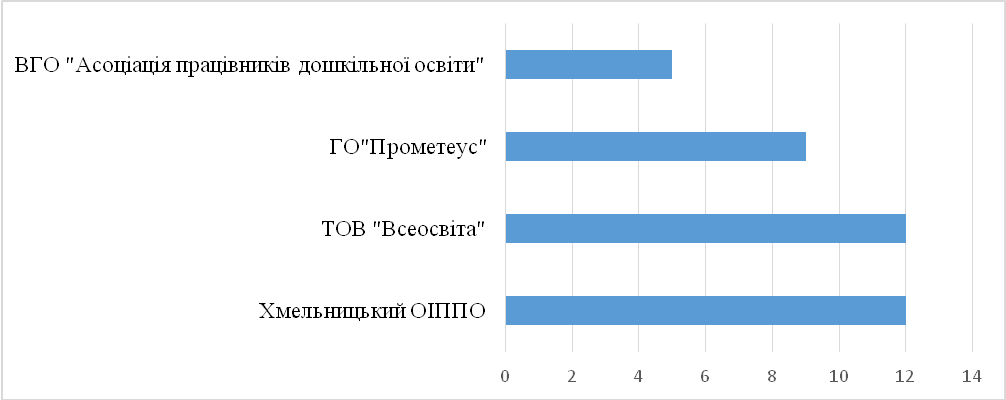 ВГО "Асоціація працівників дошкільної освіти"
ГО"Прометеус"
ТОВ "Всеосвіта"
Хмельницький ОІППО
0 2 4 6 8 10 12 14